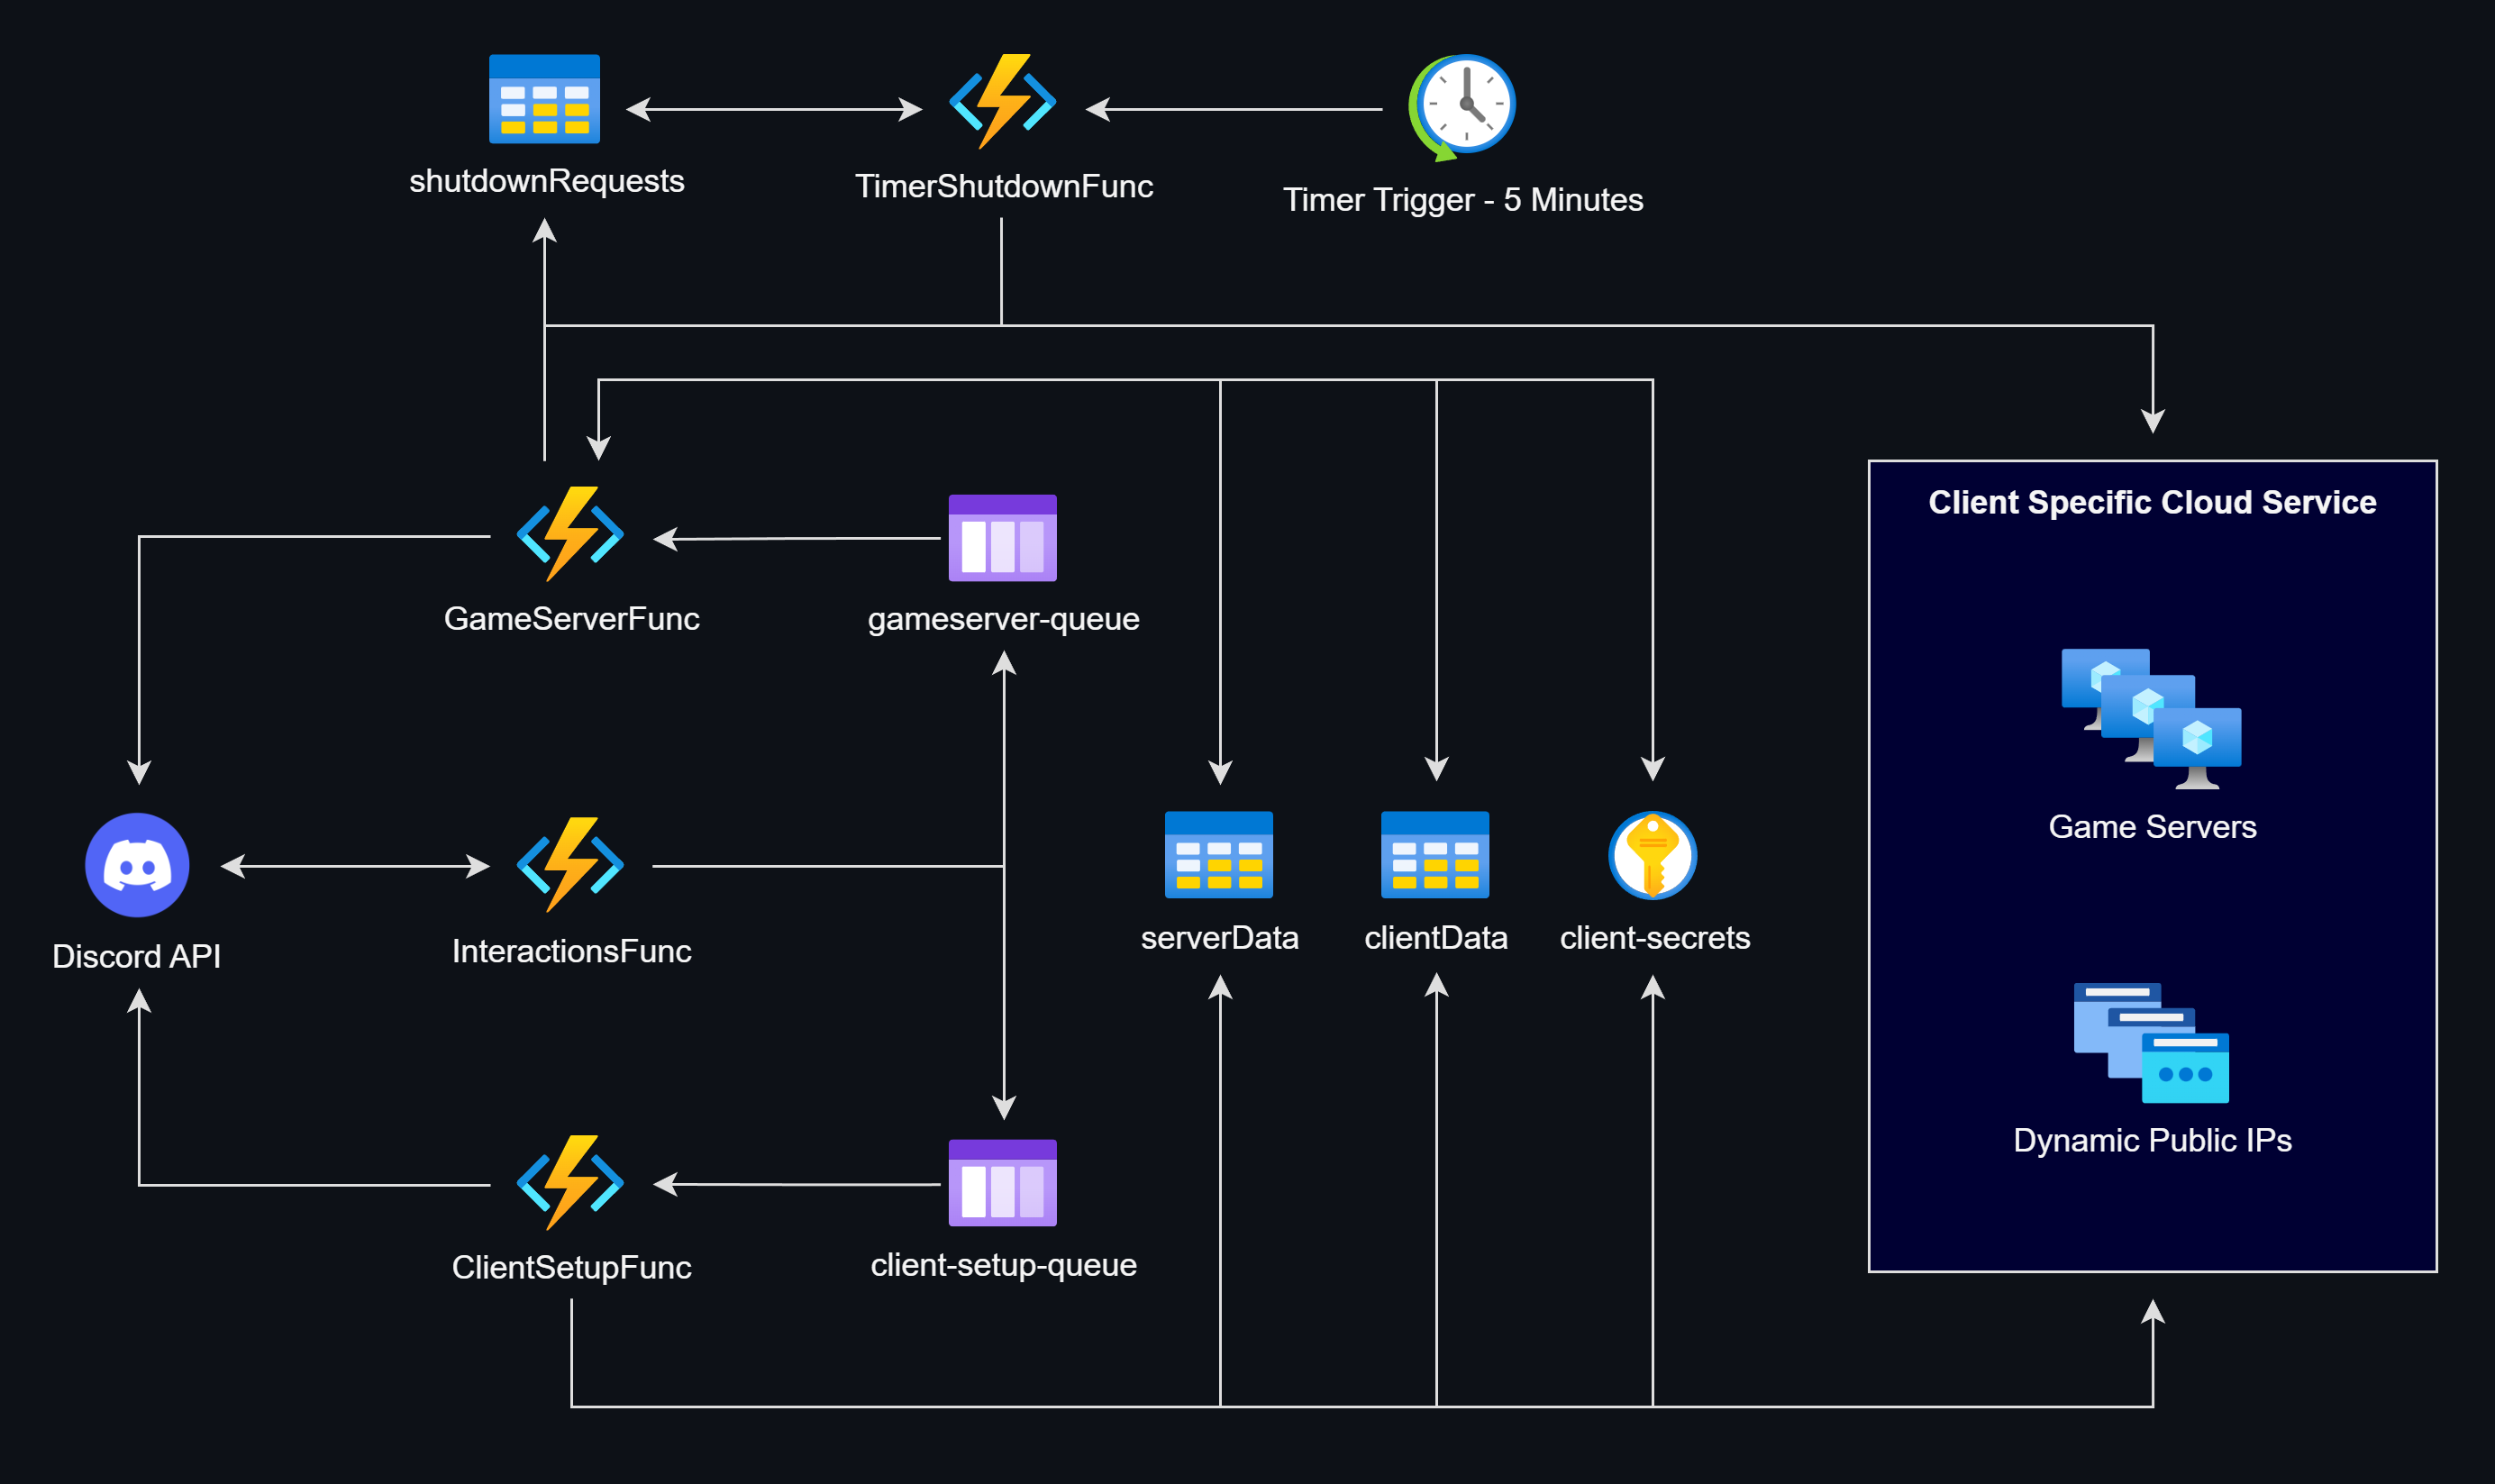 shutdownRequests
TimerShutdownFunc
Timer Trigger - 5 Minutes
Client Specific Cloud Service
GameServerFunc
gameserver-queue
Game Servers
Discord API
InteractionsFunc
serverData
clientData
client-secrets
Dynamic Public IPs
ClientSetupFunc
client-setup-queue